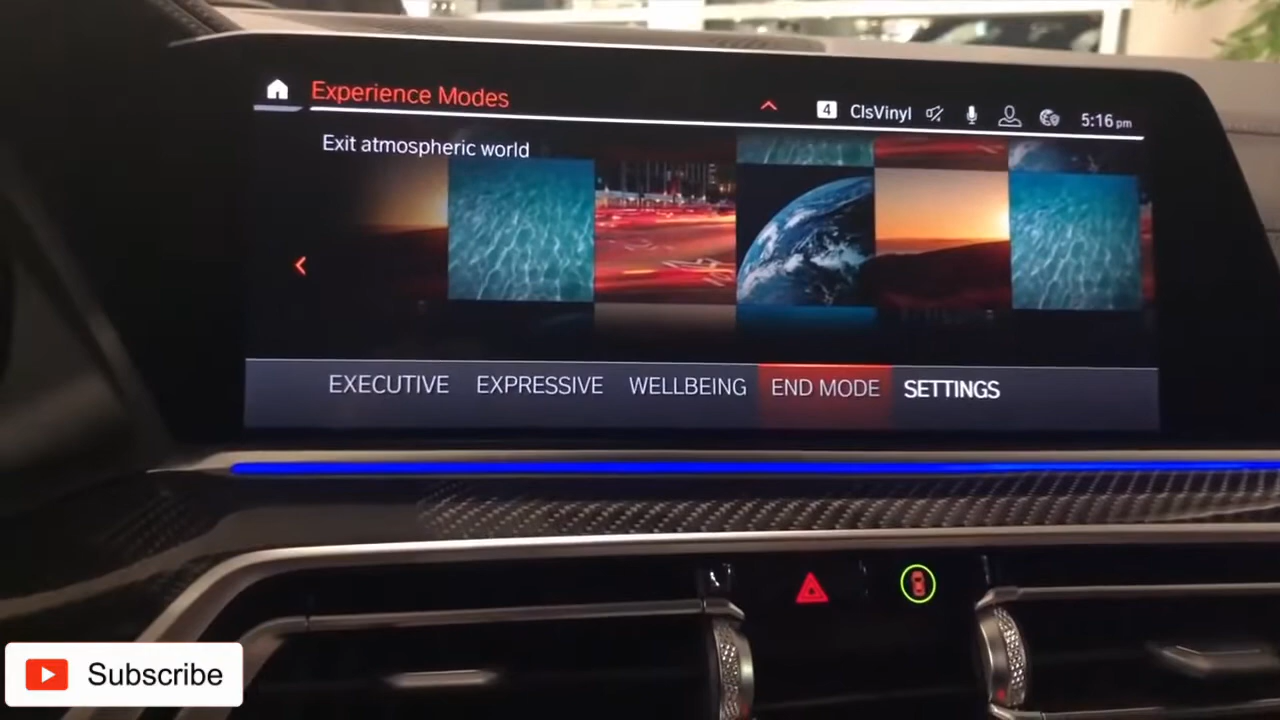 Experience Modes
4 ClsVinyl 5:16 pm
Exit atmospheric world
EXECUTIVE EXPRESSIVE WELLBEING END MODE SETTINGS
Subscribe